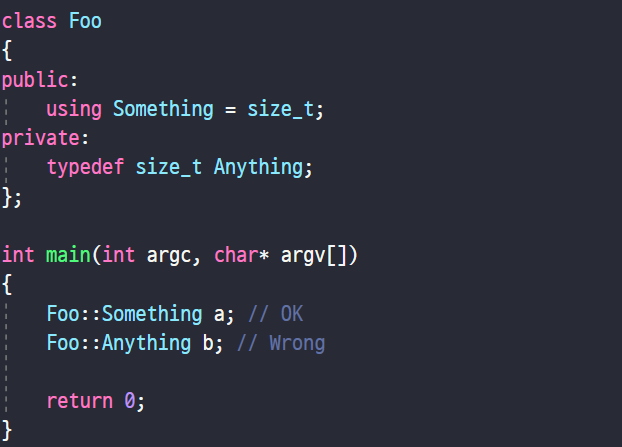 class Foo
{
public:
    using Something = size_t;
private:
    typedef size_t Anything;
};

int main(int argc, char* argv[])
{
    Foo::Something a; // OK
    Foo::Anything b; // Wrong

    return 0;
}